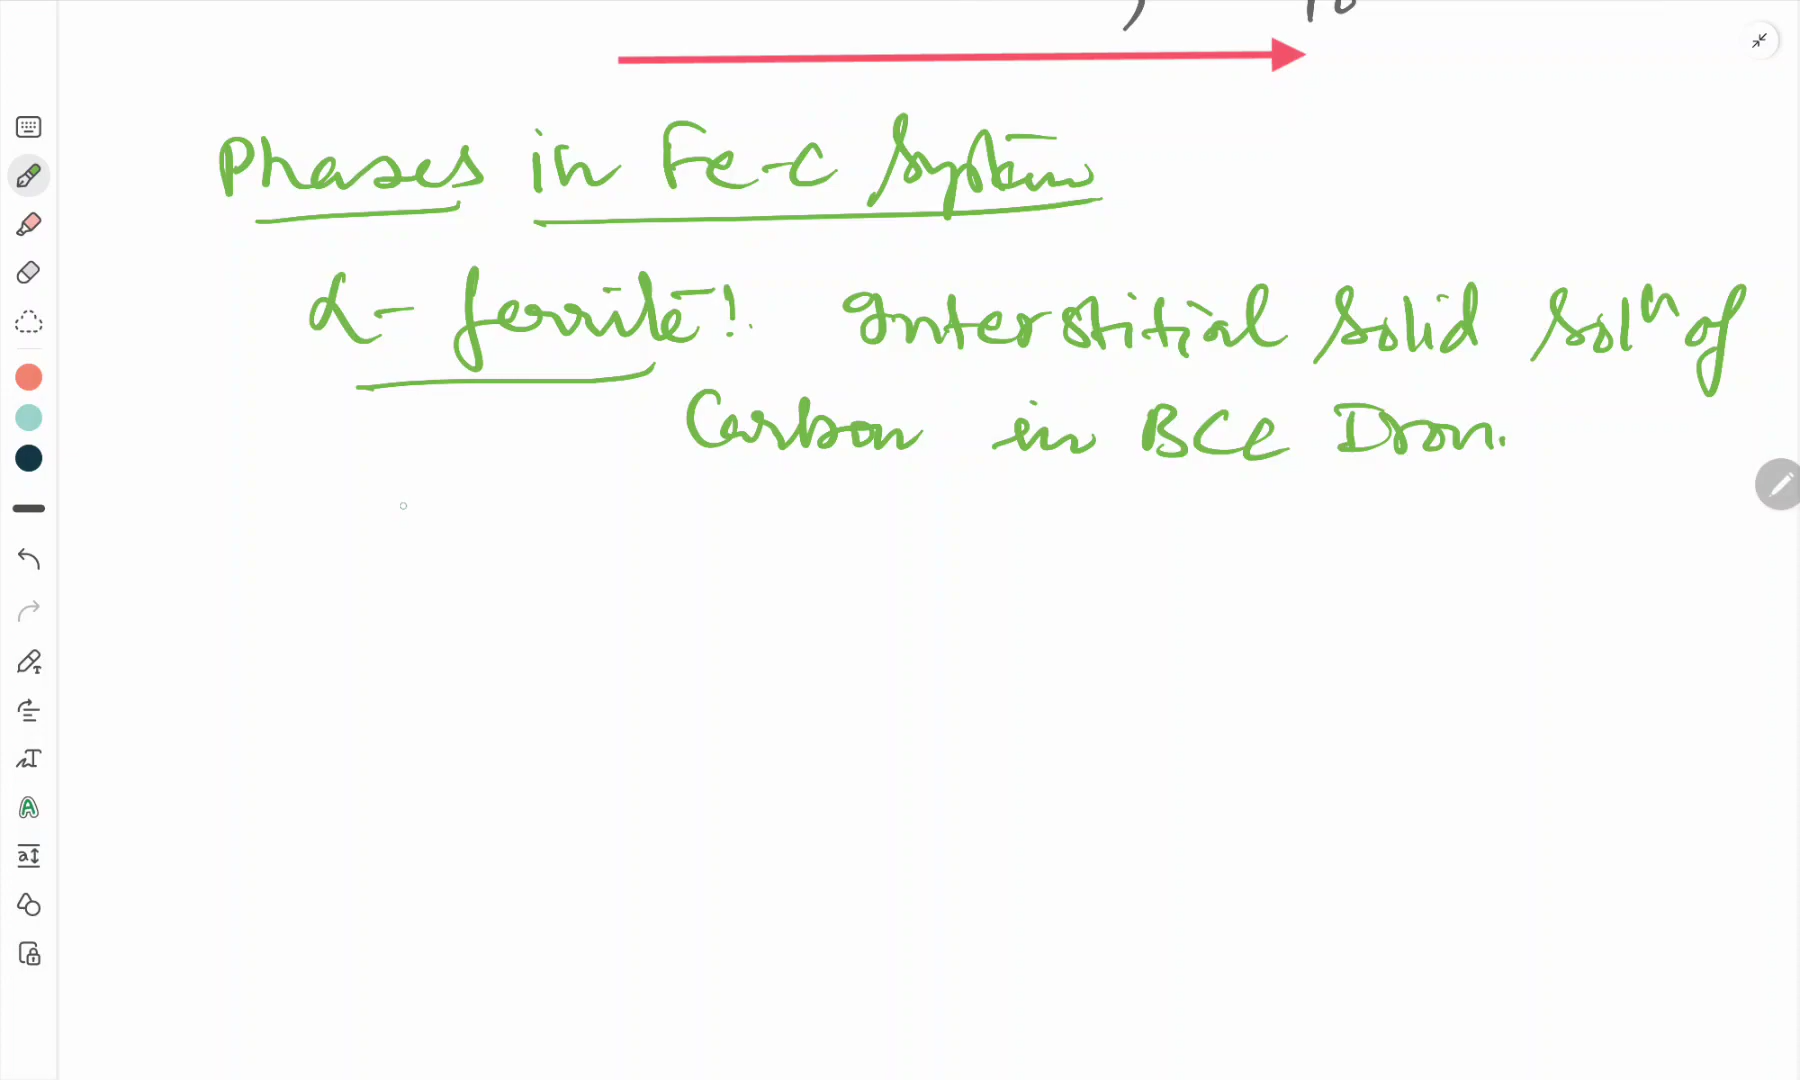 Phases in Fe-C System
α-ferrite: Interstitial Solid Solⁿ of
Carbon in BCC Iron.